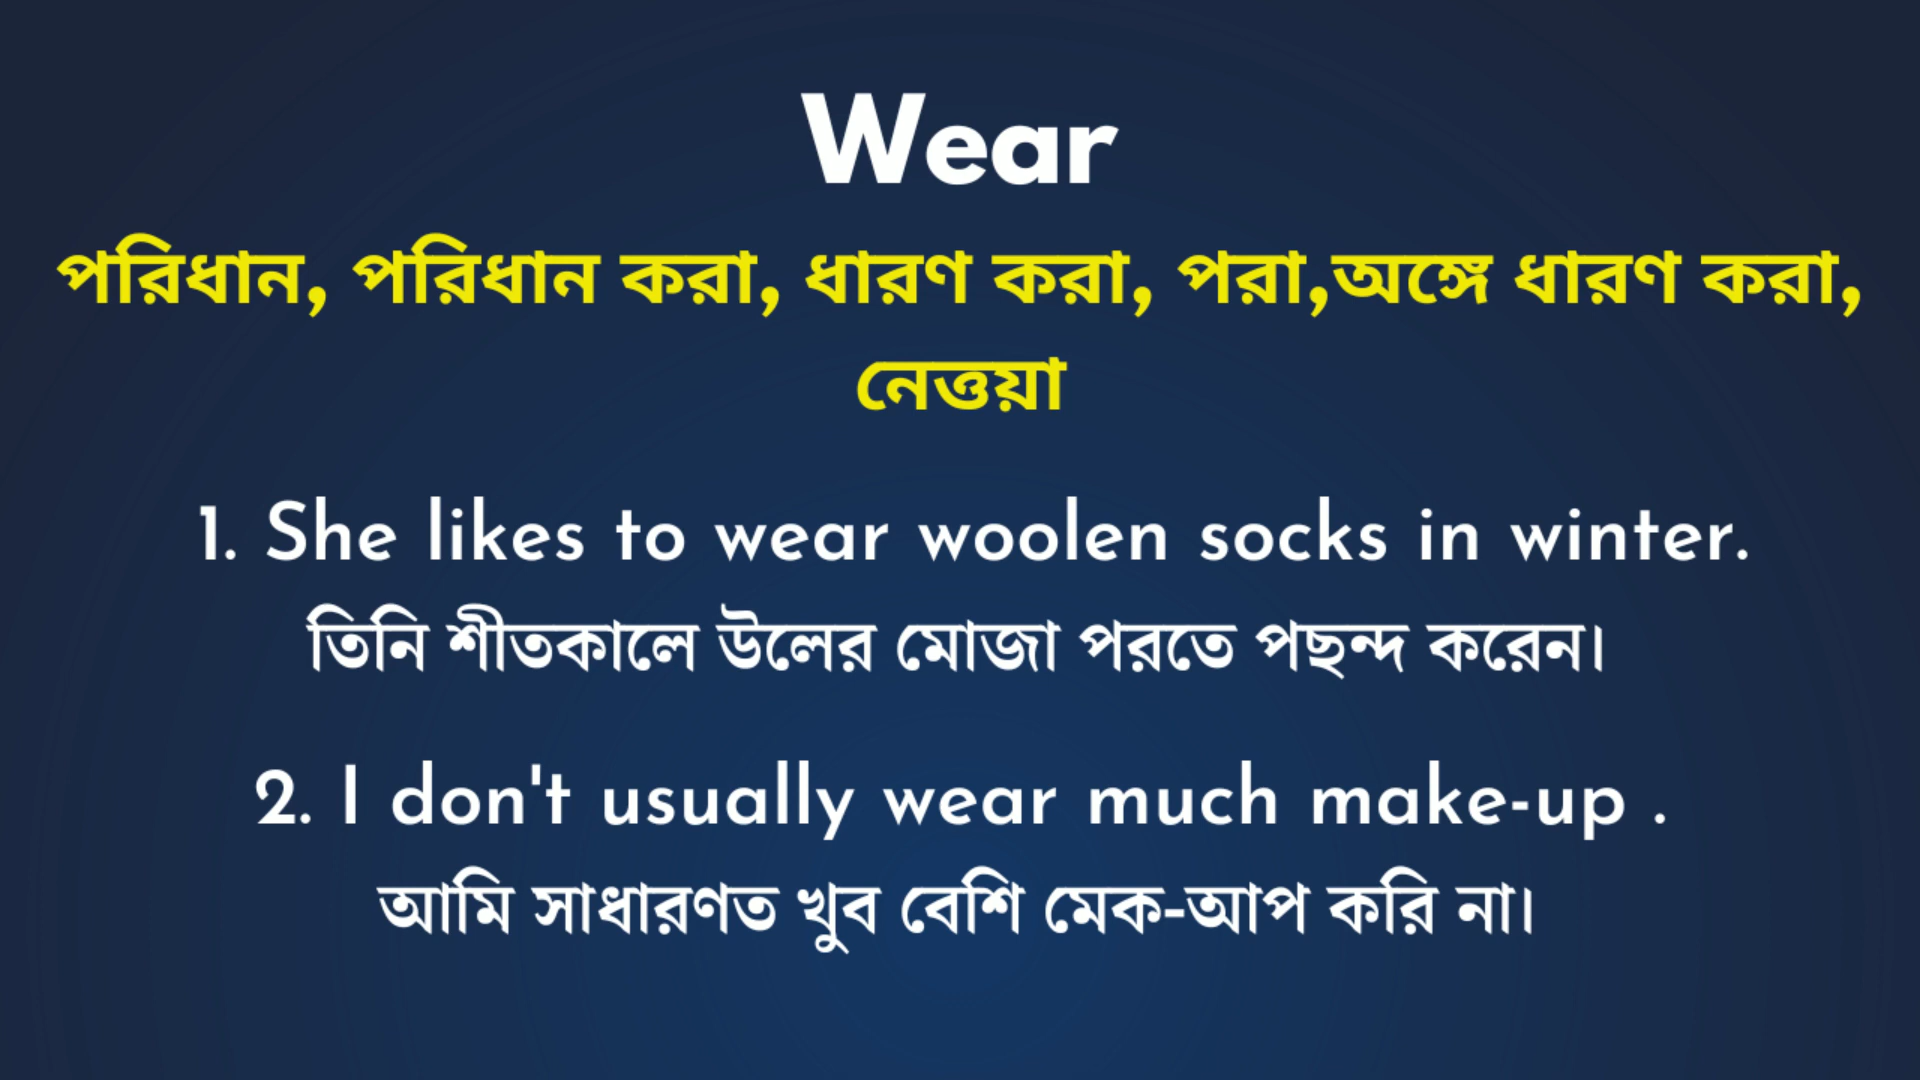 Wear
পরিধান, পরিধান করা, ধারণ করা, পরা,অঙ্গে ধারণ করা,
নেত্তয়া
1. She likes to wear woolen socks in winter.
তিনি শীতকালে উলের মোজা পরতে পছন্দ করেন।
2. I don't usually wear much make-up .
আমি সাধারণত খুব বেশি মেক-আপ করি না।